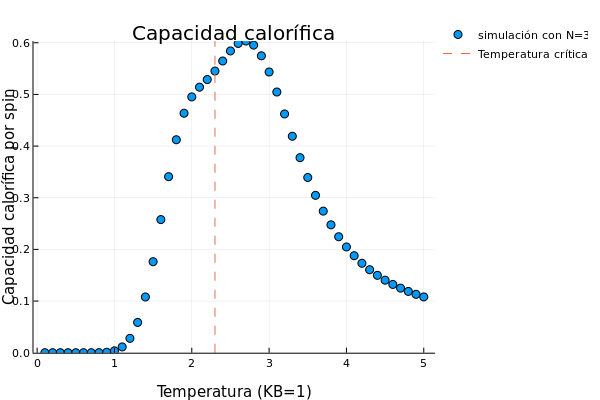 Capacidad calorífica
simulación con N=3
Temperatura crítica
Capacidad calorífica por spin
0.6
0.5
0.4
0.3
0.2
0.1
0.0
0 1 2 3 4 5
Temperatura (KB=1)